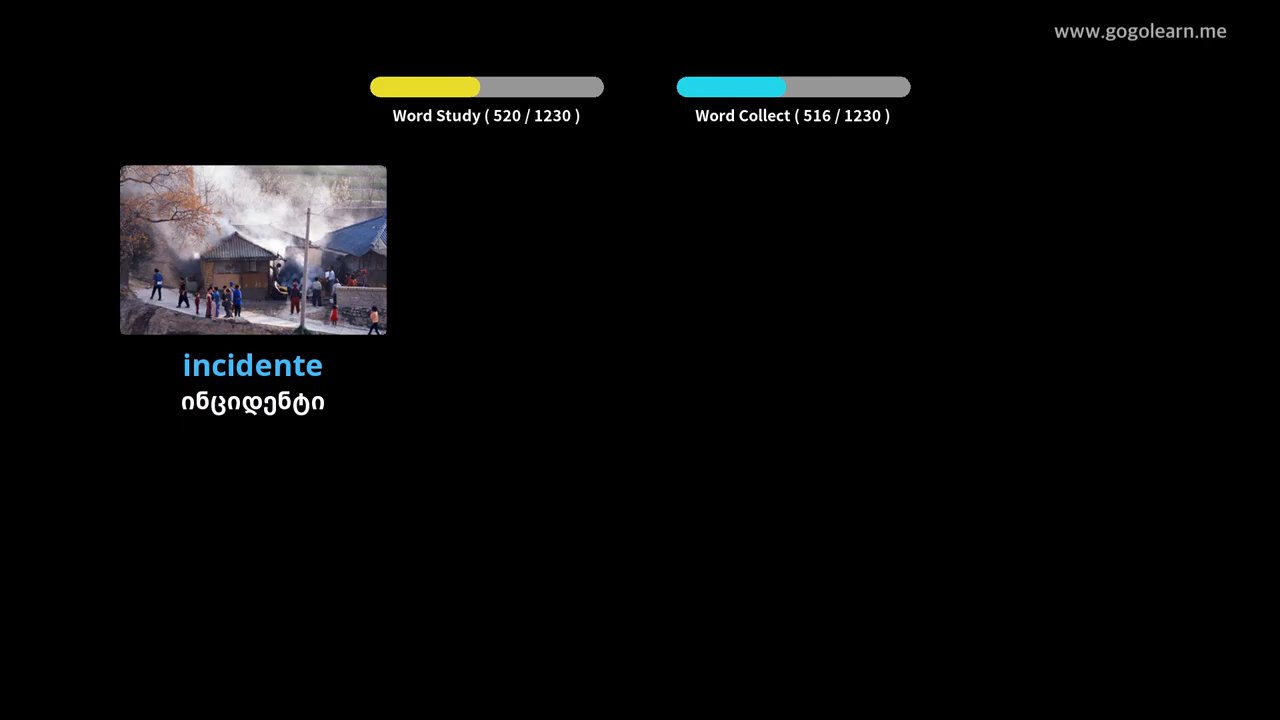 www.gogolearn.me
Word Study ( 520 / 1230 )
Word Collect ( 516 / 1230 )
incidente
ინციდენტი